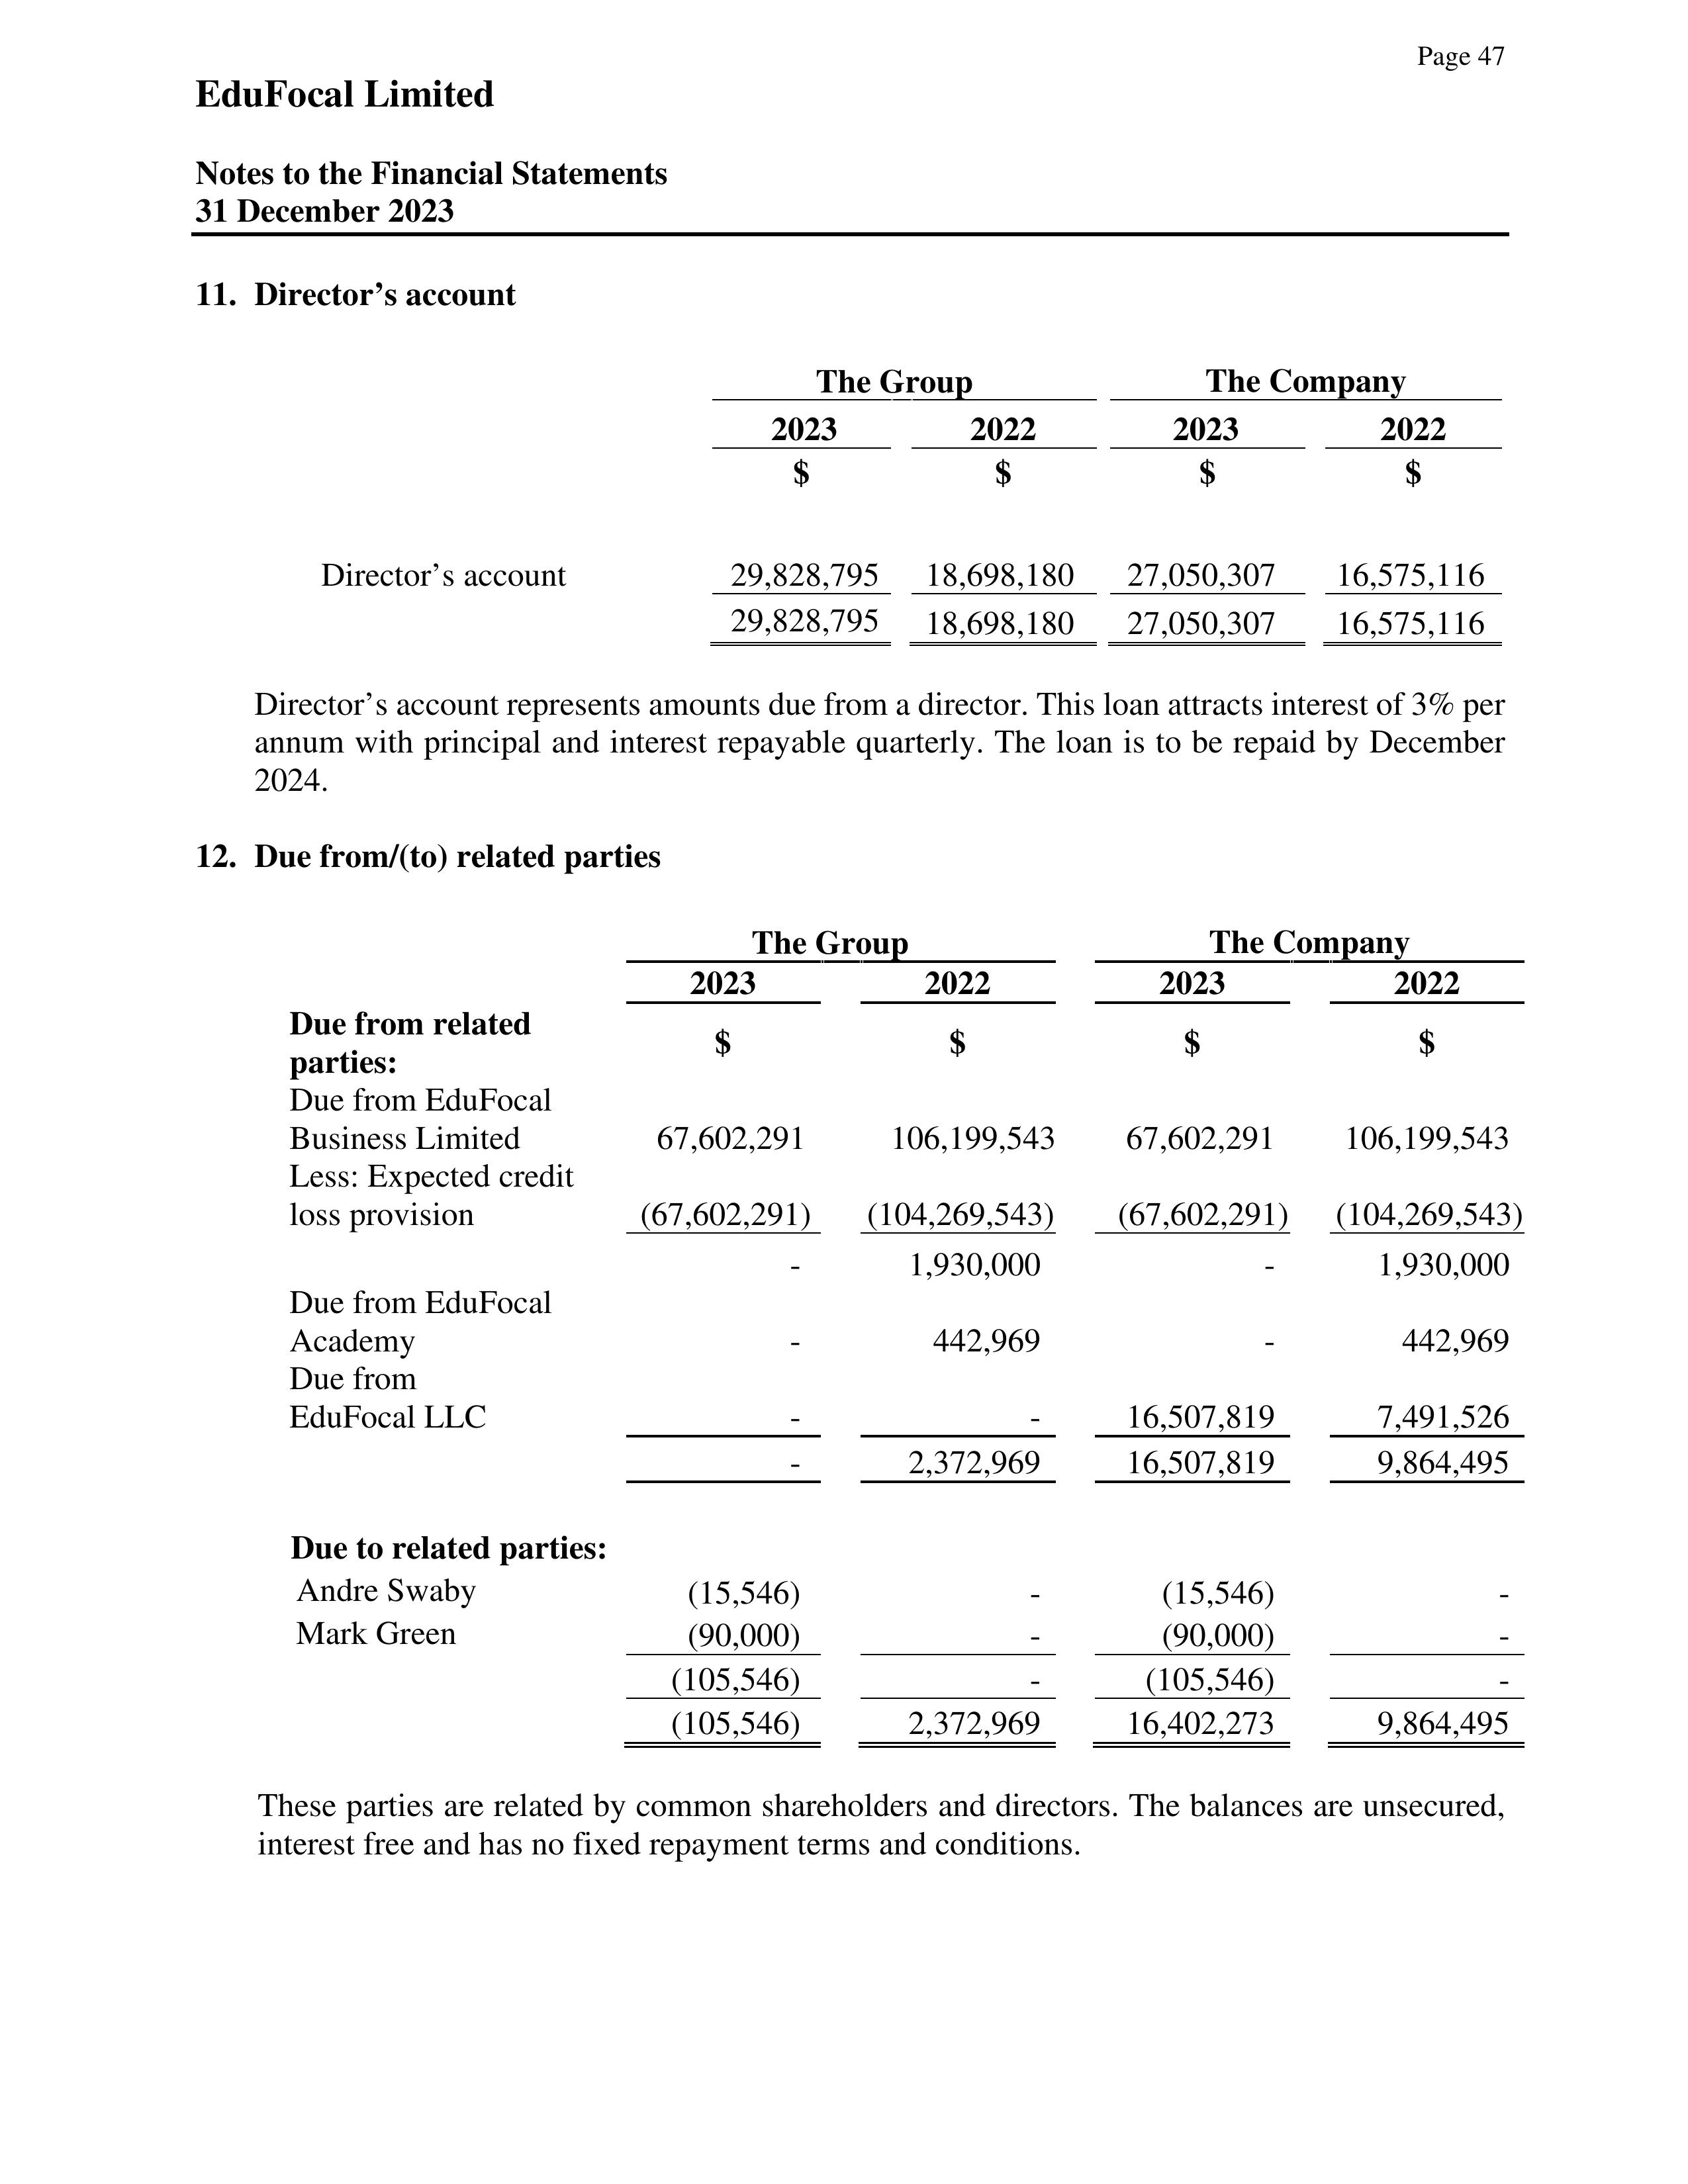 Page 47
EduFocal Limited
Notes to the Financial Statements
31 December 2023
11. Director’s account
The Group The Company
2023 2022 2023 2022
$ $ $ $
Director’s account 29,828,795 18,698,180 27,050,307 16,575,116
29,828,795 18,698,180 27,050,307 16,575,116
Director’s account represents amounts due from a director. This loan attracts interest of 3% per
annum with principal and interest repayable quarterly. The loan is to be repaid by December
2024.
12. Due from/(to) related parties
The Group The Company
2023 2022 2023 2022
Due from related
parties: $ $ $ $
Due from EduFocal
Business Limited 67,602,291 106,199,543 67,602,291 106,199,543
Less: Expected credit
loss provision (67,602,291) (104,269,543) (67,602,291) (104,269,543)
- 1,930,000 - 1,930,000
Due from EduFocal
Academy - 442,969 - 442,969
Due from
EduFocal LLC - - 16,507,819 7,491,526
- 2,372,969 16,507,819 9,864,495
Due to related parties:
Andre Swaby (15,546) - (15,546) -
Mark Green (90,000) - (90,000) -
(105,546) - (105,546) -
(105,546) 2,372,969 16,402,273 9,864,495
These parties are related by common shareholders and directors. The balances are unsecured,
interest free and has no fixed repayment terms and conditions.